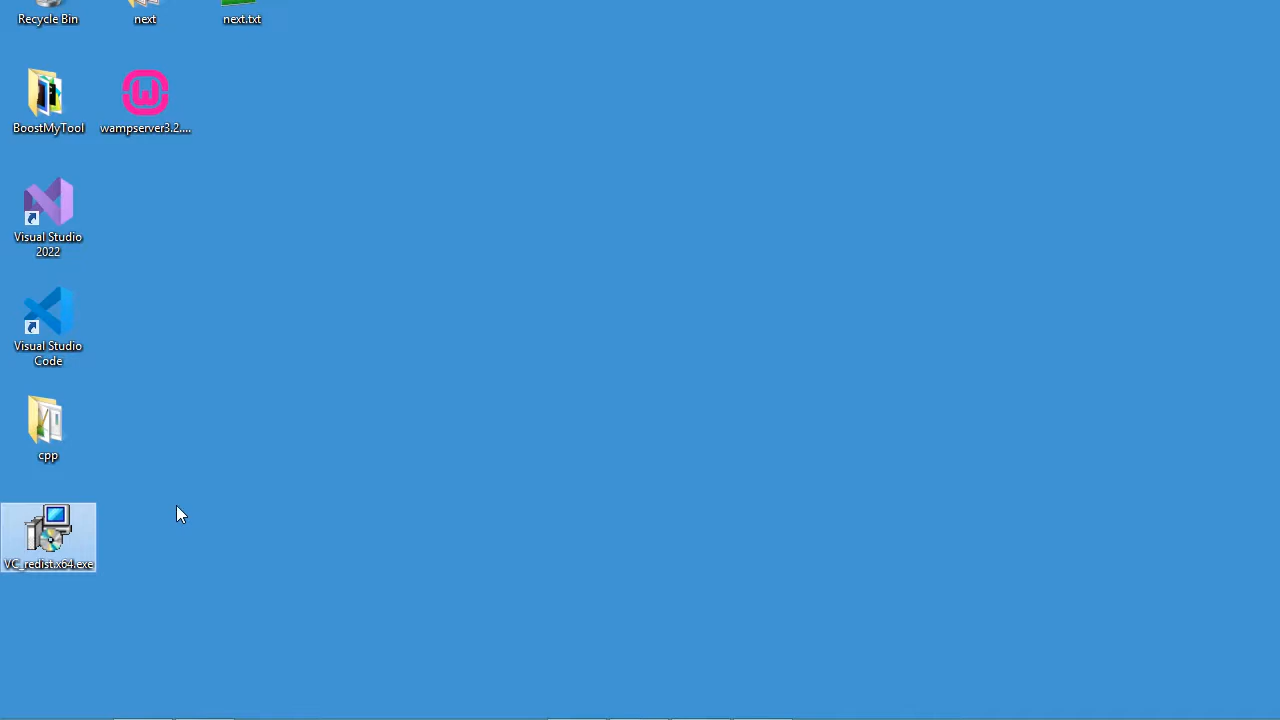 Recycle Bin
next
next.txt
BoostMyTool
wampserver3.2....
Visual Studio
2022
Visual Studio
Code
cpp
VC_redist.x64.exe